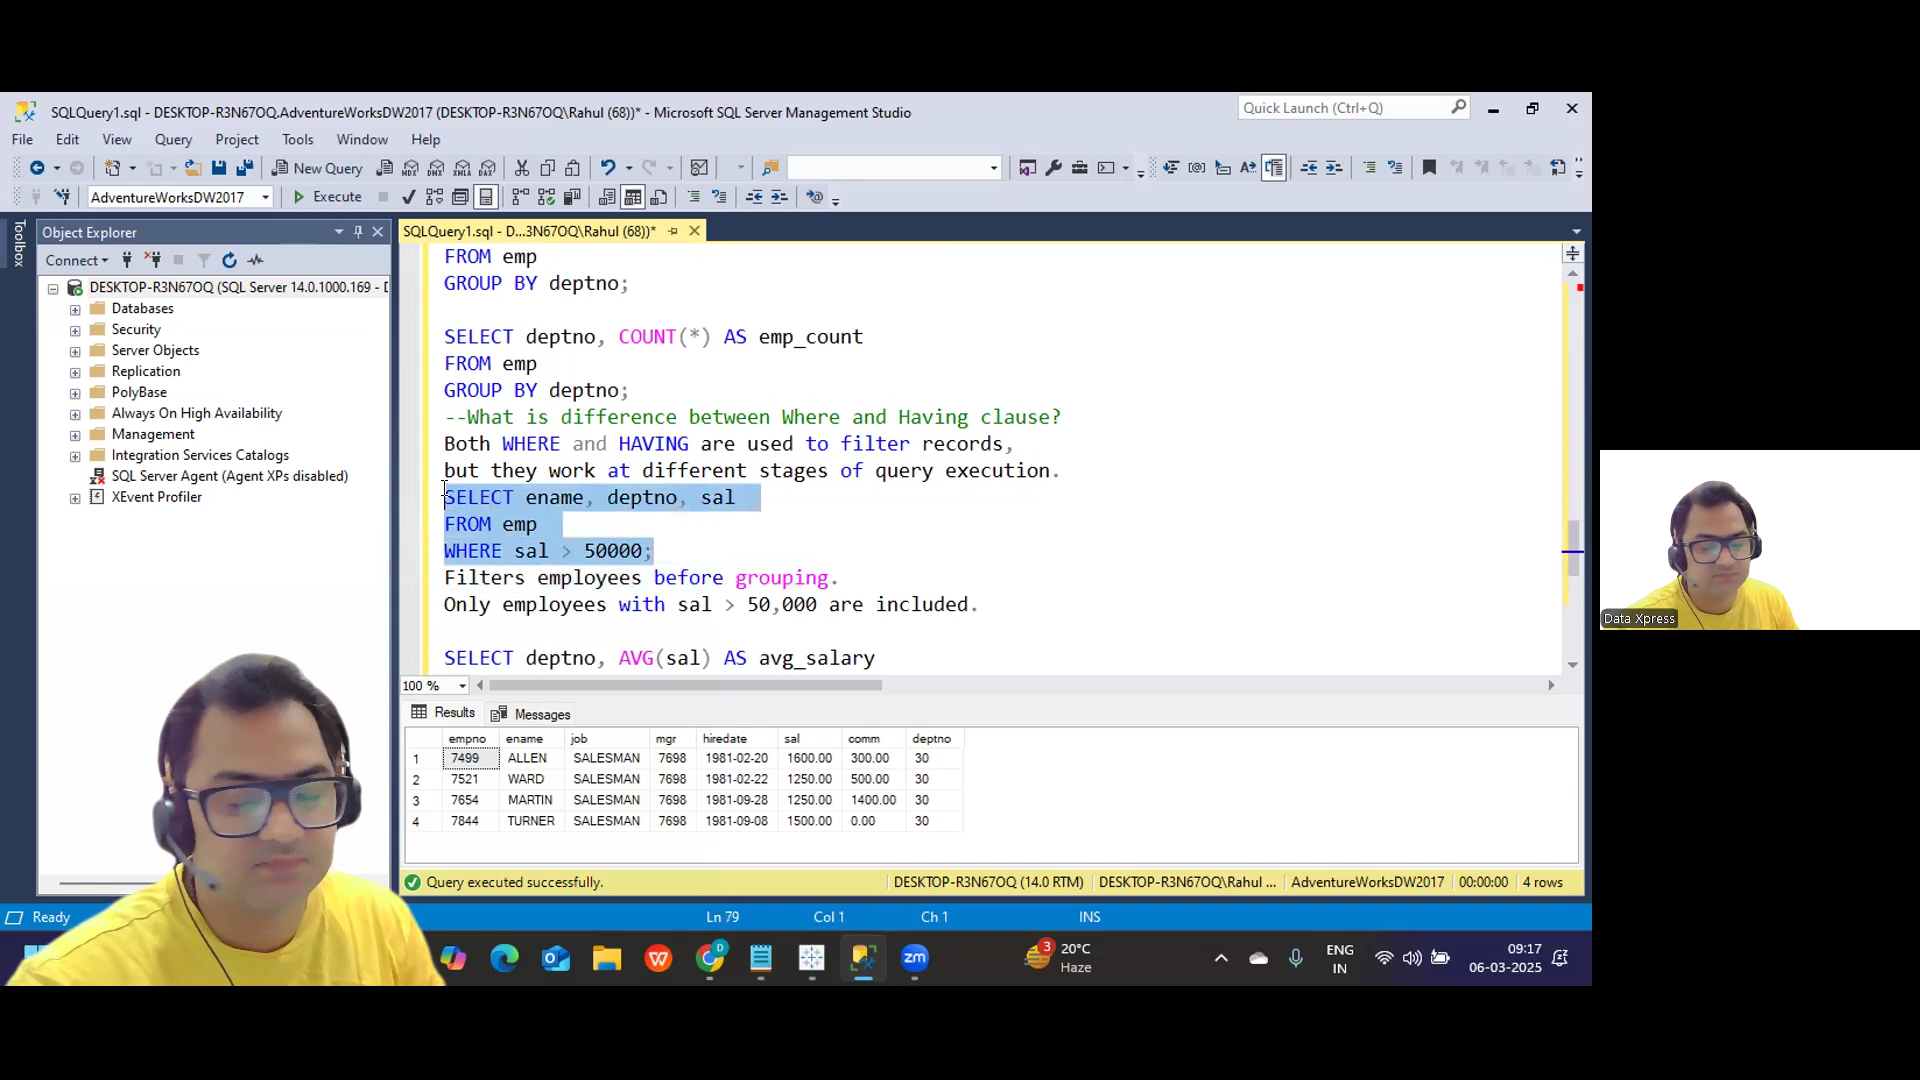 SQLQuery1.sql - DESKTOP-R3N67OQ.AdventureWorksDW2017 (DESKTOP-R3N67OQ\Rahul (68))* - Microsoft SQL Server Management Studio
Quick Launch (Ctrl+Q)
File Edit View Query Project Tools Window Help
New Query
AdventureWorksDW2017
Execute
Toolbox
Object Explorer
Connect
DESKTOP-R3N67OQ (SQL Server 14.0.1000.169 - D
Databases
Security
Server Objects
Replication
PolyBase
Always On High Availability
Management
Integration Services Catalogs
SQL Server Agent (Agent XPs disabled)
XEvent Profiler
SQLQuery1.sql - D...3N67OQ\Rahul (68))*
FROM emp
GROUP BY deptno;
SELECT deptno, COUNT(*) AS emp_count
FROM emp
GROUP BY deptno;
--What is difference between Where and Having clause?
Both WHERE and HAVING are used to filter records,
but they work at different stages of query execution.
SELECT ename, deptno, sal
FROM emp
WHERE sal > 50000;
Filters employees before grouping.
Only employees with sal > 50,000 are included.
SELECT deptno, AVG(sal) AS avg_salary
100 %
Results Messages
empno ename job mgr hiredate sal comm deptno
1 7499 ALLEN SALESMAN 7698 1981-02-20 1600.00 300.00 30
2 7521 WARD SALESMAN 7698 1981-02-22 1250.00 500.00 30
3 7654 MARTIN SALESMAN 7698 1981-09-28 1250.00 1400.00 30
4 7844 TURNER SALESMAN 7698 1981-09-08 1500.00 0.00 30
Query executed successfully.
DESKTOP-R3N67OQ (14.0 RTM) DESKTOP-R3N67OQ\Rahul ... AdventureWorksDW2017 00:00:00 4 rows
Ready
Ln 79 Col 1 Ch 1 INS
3
20°C
Haze
ENG
IN
09:17
06-03-2025
Data Xpress